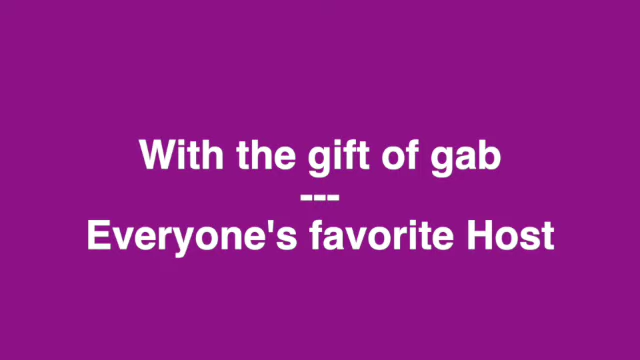 With the gift of gab
---
Everyone's favorite Host